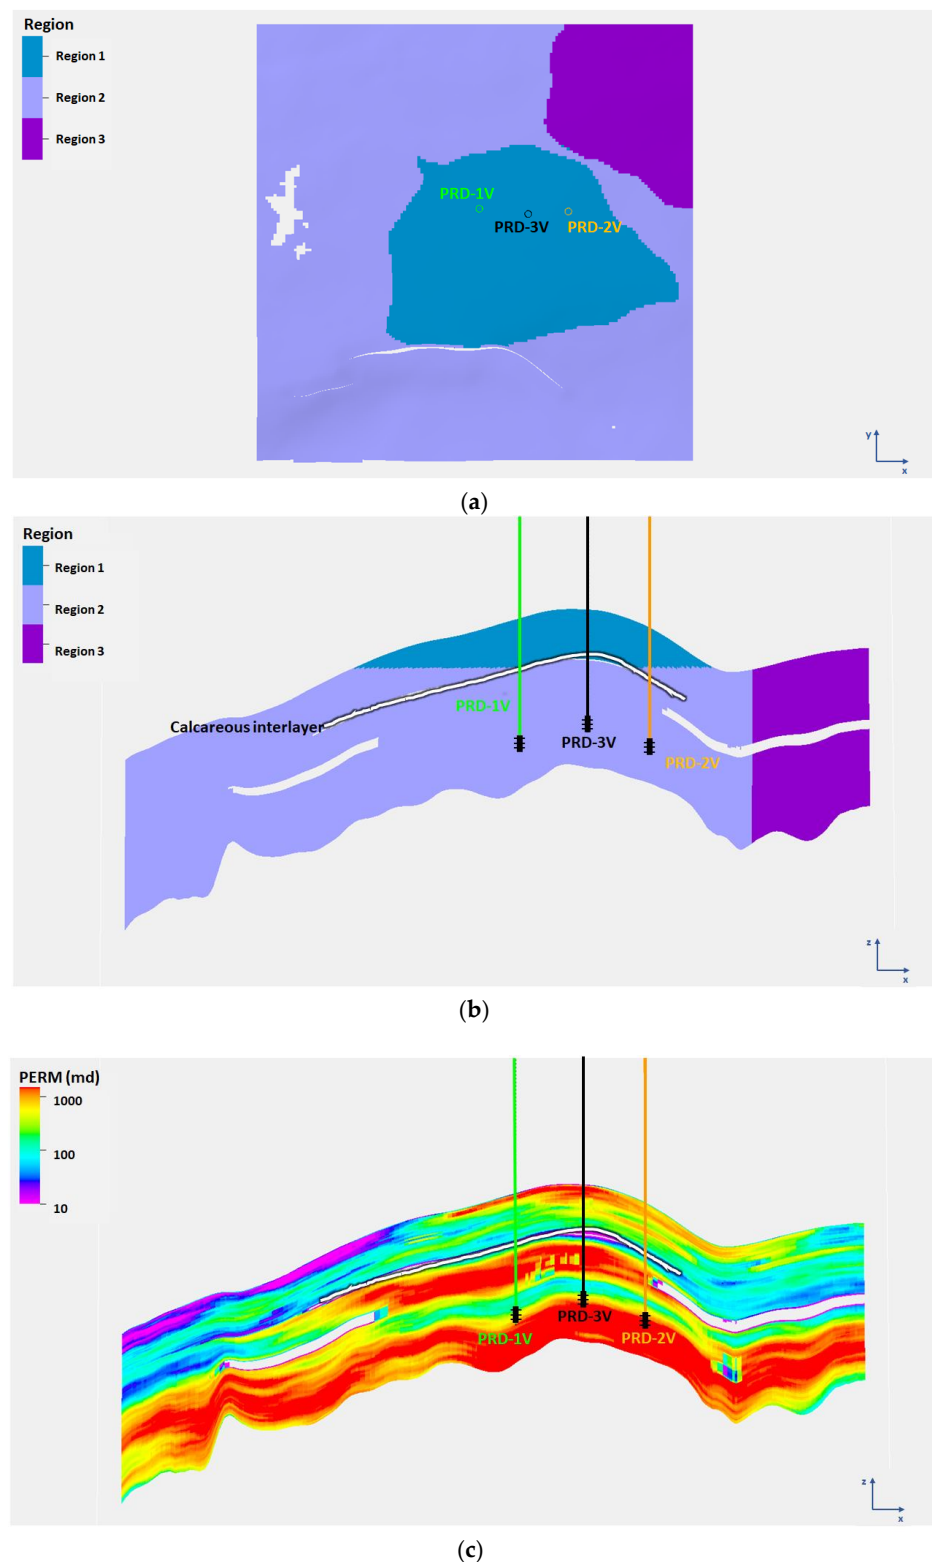 Region
Region 1
Region 2
Region 3
PRD-1V
PRD-3V
PRD-2V
y
x
(a)
Region
Region 1
Region 2
Region 3
PRD-1V
Calcareous interlayer
PRD-3V
PRD-2V
z
x
(b)
PERM (md)
1000
100
10
PRD-3V
PRD-1V
PRD-2V
z
x
(c)